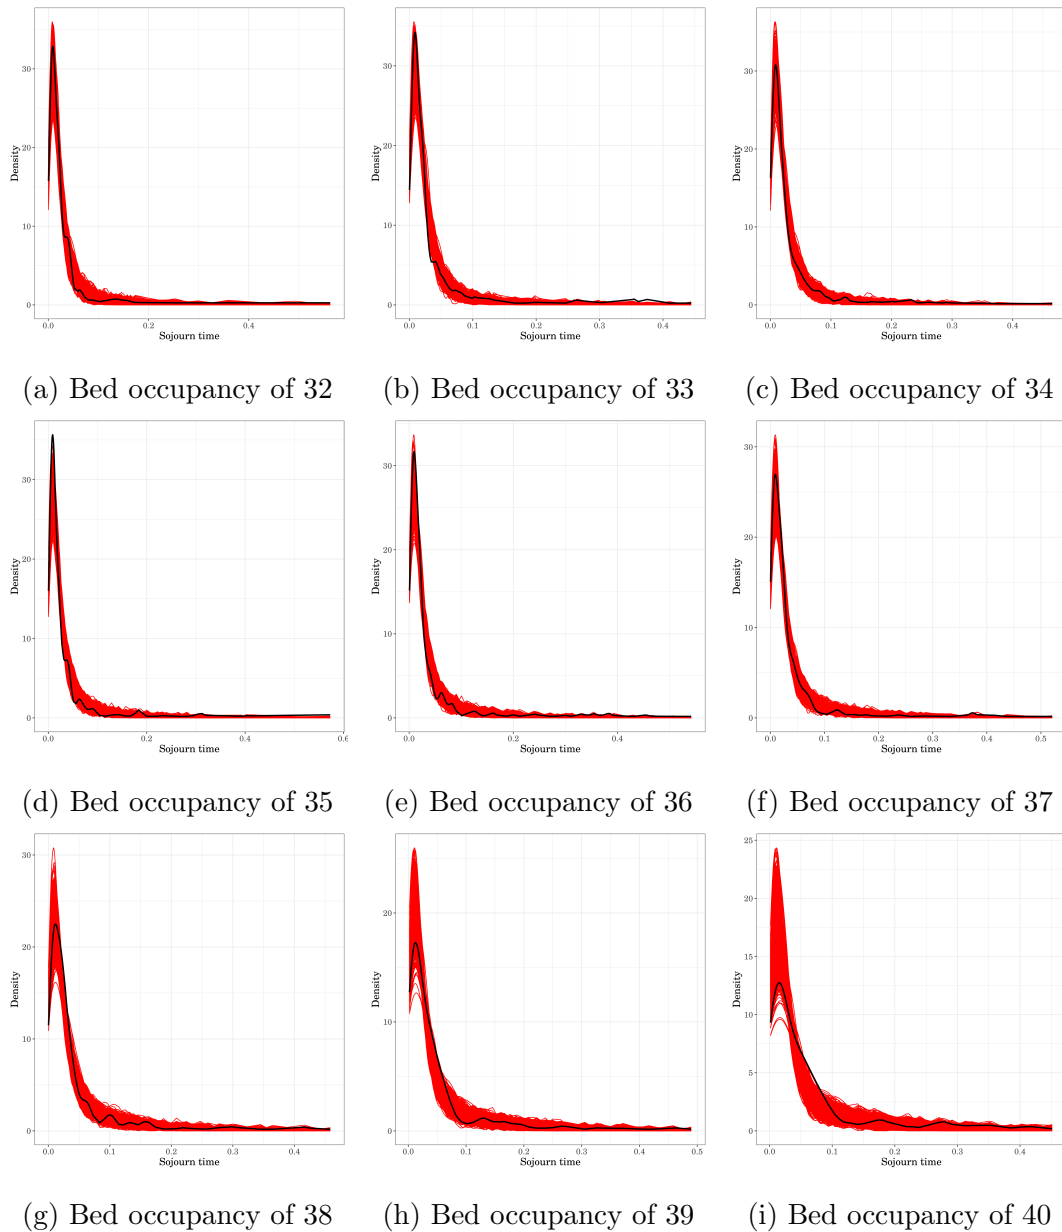 30
20
10
0
Density
0.0 0.2 0.4
Sojourn time
30
20
10
0
Density
0.0 0.1 0.2 0.3 0.4
Sojourn time
30
20
10
0
Density
0.0 0.1 0.2 0.3 0.4
Sojourn time
(a) Bed occupancy of 32
(b) Bed occupancy of 33
(c) Bed occupancy of 34
30
20
10
0
Density
0.0 0.2 0.4 0.6
Sojourn time
30
20
10
0
Density
0.0 0.2 0.4
Sojourn time
30
20
10
0
Density
0.0 0.1 0.2 0.3 0.4 0.5
Sojourn time
(d) Bed occupancy of 35
(e) Bed occupancy of 36
(f) Bed occupancy of 37
30
20
10
0
Density
0.0 0.1 0.2 0.3 0.4
Sojourn time
20
10
0
Density
0.0 0.1 0.2 0.3 0.4 0.5
Sojourn time
25
20
15
10
5
0
Density
0.0 0.1 0.2 0.3 0.4
Sojourn time
(g) Bed occupancy of 38
(h) Bed occupancy of 39
(i) Bed occupancy of 40